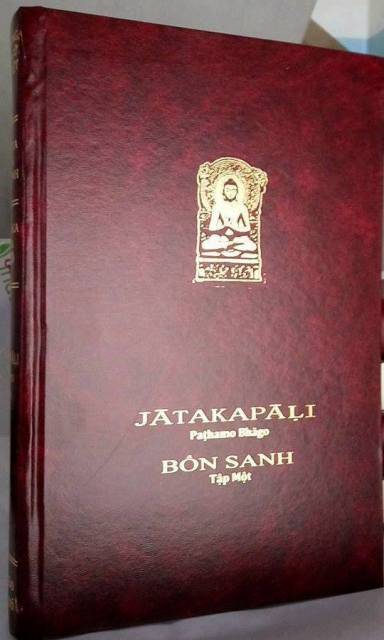 JĀTAKAPĀḶI
Paṭhamo Bhāgo
BỔN SANH
Tập Một